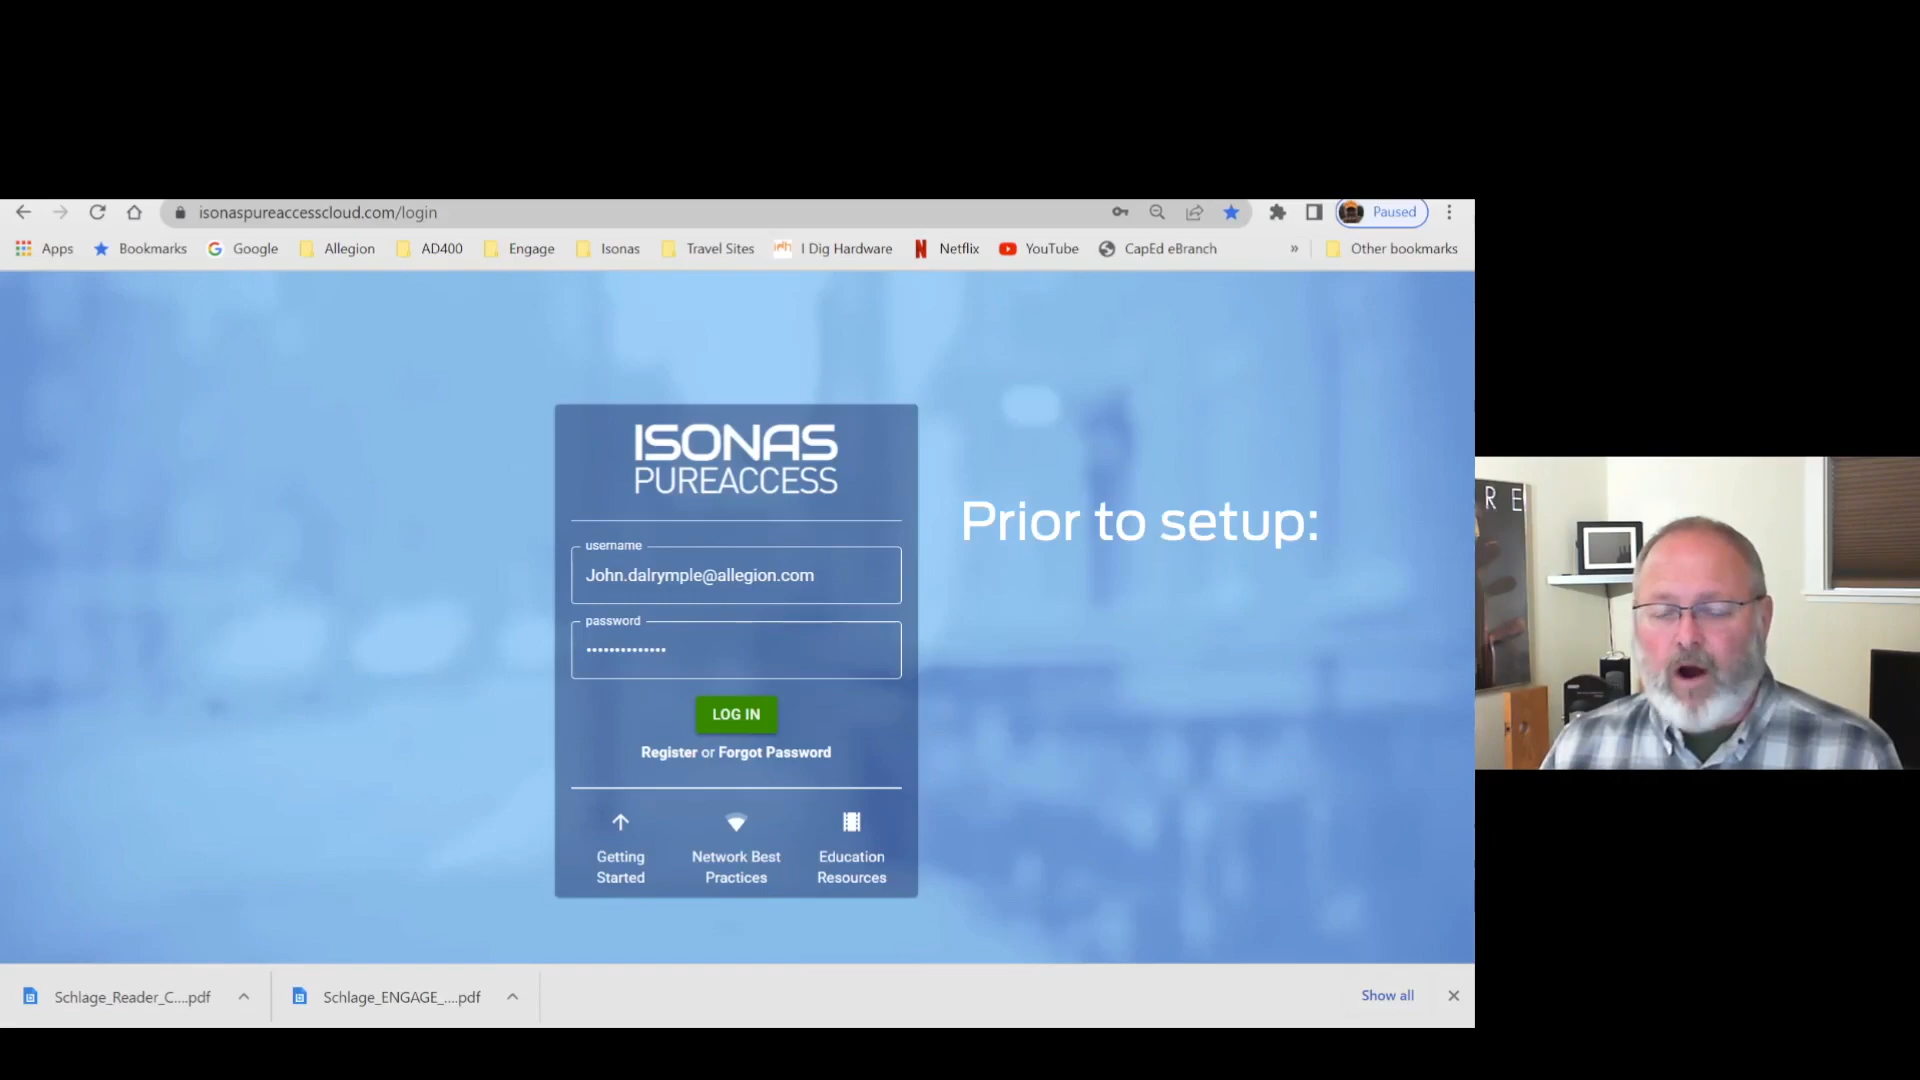 isonaspureaccesscloud.com/login
Paused
Apps
Bookmarks
Google
Allegion
AD400
Engage
Isonas
Travel Sites
I Dig Hardware
Netflix
YouTube
CapEd eBranch
»
Other bookmarks
ISONAS
PUREACCESS
Prior to setup:
username
John.dalrymple@allegion.com
password
••••••••••••••
LOG IN
Register or Forgot Password
Getting
Started
Network Best
Practices
Education
Resources
R E
Schlage_Reader_C....pdf
Schlage_ENGAGE_....pdf
Show all